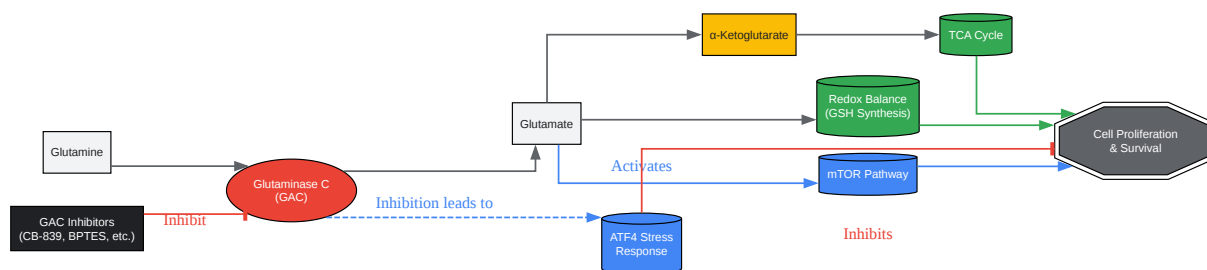 α-Ketoglutarate
TCA Cycle
Redox Balance
(GSH Synthesis)
Glutamate
Cell Proliferation
& Survival
Glutamine
Activates
mTOR Pathway
Glutaminase C
(GAC)
Inhibition leads to
GAC Inhibitors
(CB-839, BPTES, etc.)
Inhibit
ATF4 Stress
Response
Inhibits